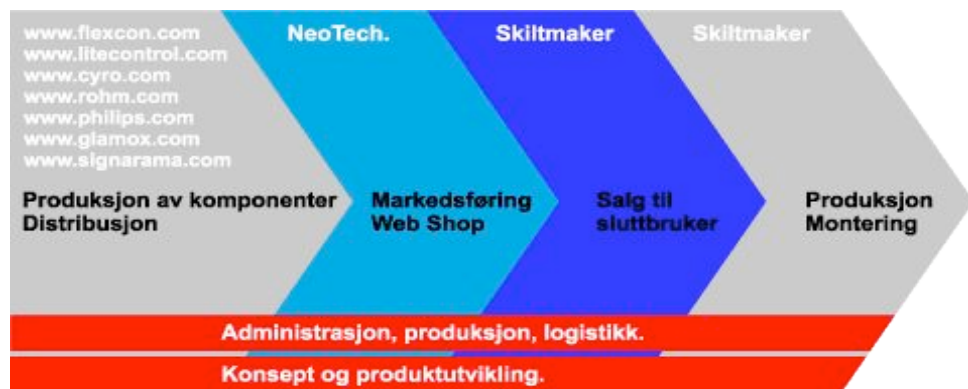 www.flexcon.com
www.litecontrol.com
www.cyro.com
www.rohm.com
www.philips.com
www.glamox.com
www.signarama.com
Produksjon av komponenter
Distribusjon
NeoTech.
Markedsføring
Web Shop
Skiltmaker
Salg til
sluttbruker
Skiltmaker
Produksjon
Montering
Administrasjon, produksjon, logistikk.
Konsept og produktutvikling.